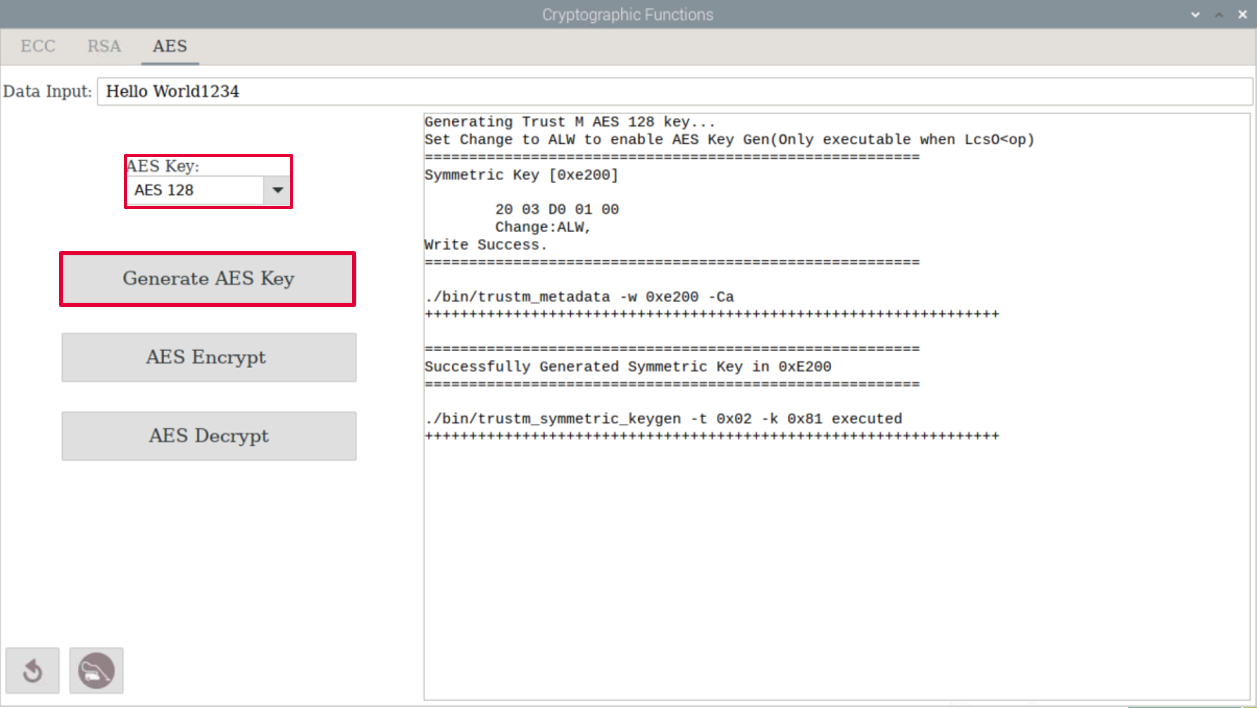 Cryptographic Functions
ECC RSA AES
Data Input: Hello World1234
AES Key:
AES 128
Generate AES Key
AES Encrypt
AES Decrypt
Generating Trust M AES 128 key...
Set Change to ALW to enable AES Key Gen(Only executable when LcsO<op)
========================================================
Symmetric Key [0xe200]
20 03 D0 01 00
Change:ALW,
Write Success.
========================================================
./bin/trustm_metadata -w 0xe200 -Ca
+++++++++++++++++++++++++++++++++++++++++++++++++++++++++++++++++
========================================================
Successfully Generated Symmetric Key in 0xE200
========================================================
./bin/trustm_symmetric_keygen -t 0x02 -k 0x81 executed
+++++++++++++++++++++++++++++++++++++++++++++++++++++++++++++++++